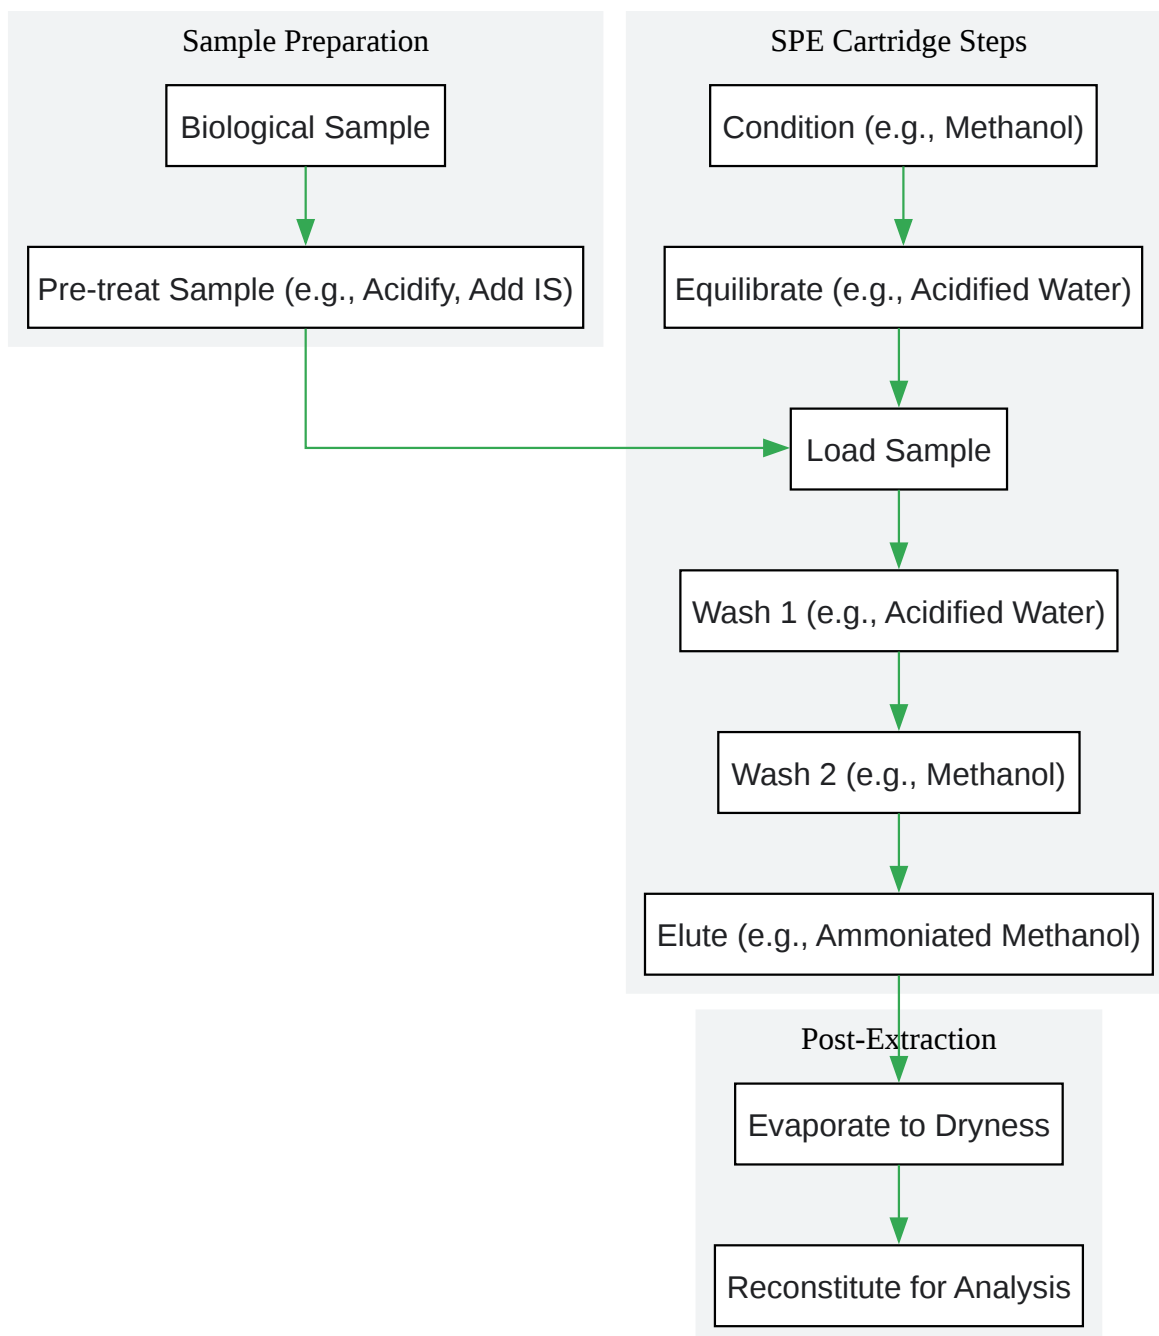 Sample Preparation
Biological Sample
Pre-treat Sample (e.g., Acidify, Add IS)
SPE Cartridge Steps
Condition (e.g., Methanol)
Equilibrate (e.g., Acidified Water)
Load Sample
Wash 1 (e.g., Acidified Water)
Wash 2 (e.g., Methanol)
Elute (e.g., Ammoniated Methanol)
Post-Extraction
Evaporate to Dryness
Reconstitute for Analysis